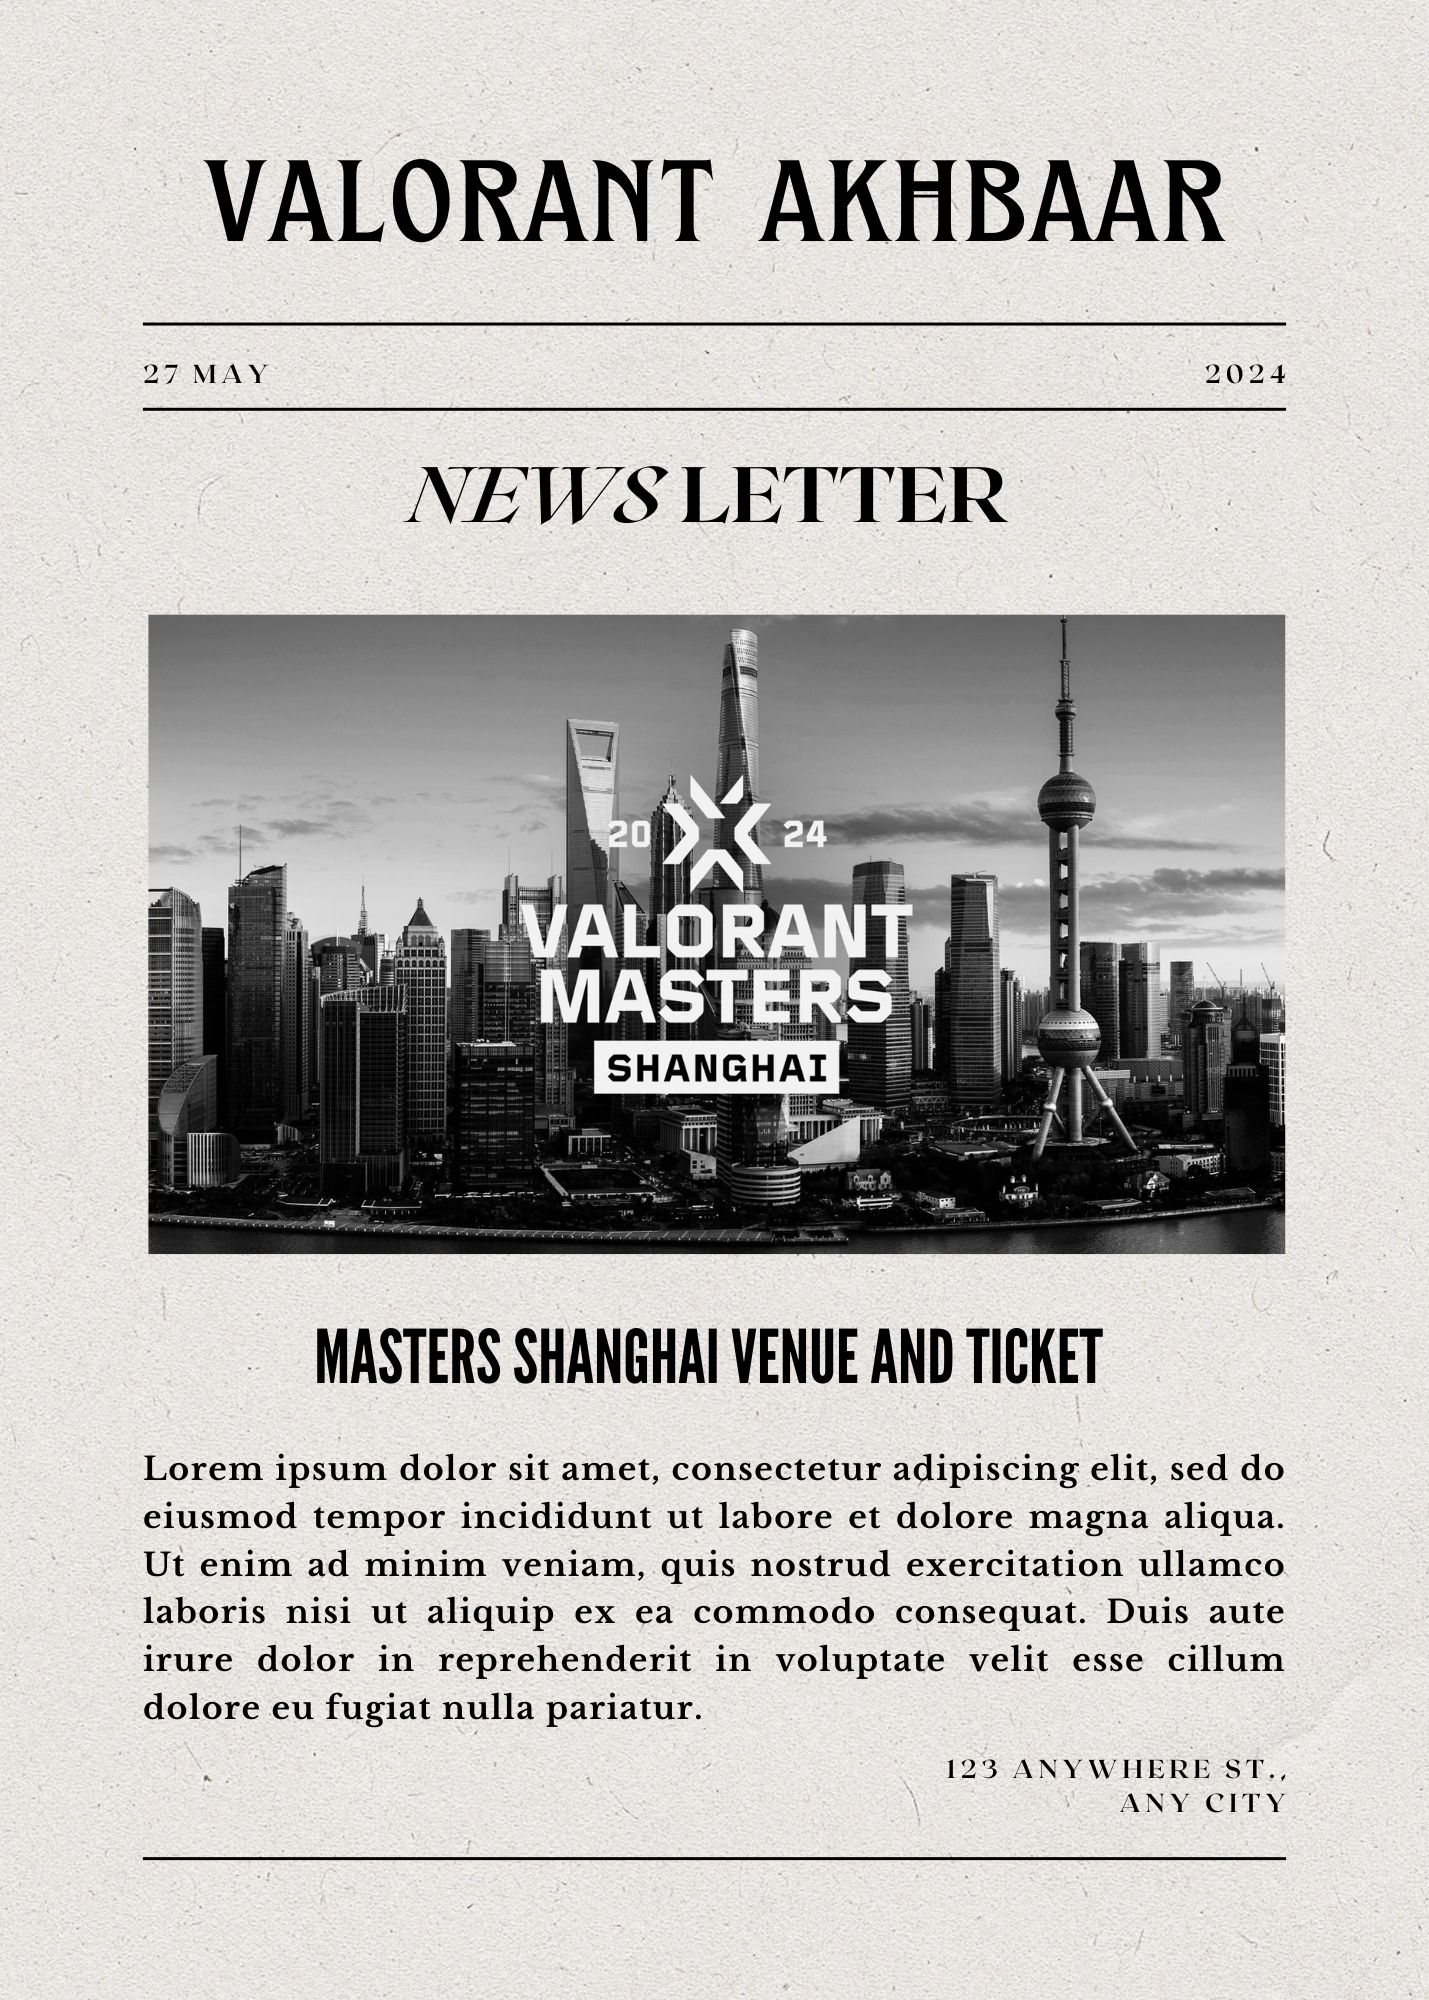 VALORANT AKHBAAR
27 MAY 2024
NEWS LETTER
20 24
VALORANT
MASTERS
SHANGHAI
MASTERS SHANGHAI VENUE AND TICKET
Lorem ipsum dolor sit amet, consectetur adipiscing elit, sed do
eiusmod tempor incididunt ut labore et dolore magna aliqua.
Ut enim ad minim veniam, quis nostrud exercitation ullamco
laboris nisi ut aliquip ex ea commodo consequat. Duis aute
irure dolor in reprehenderit in voluptate velit esse cillum
dolore eu fugiat nulla pariatur.
123 ANYWHERE ST.,
ANY CITY